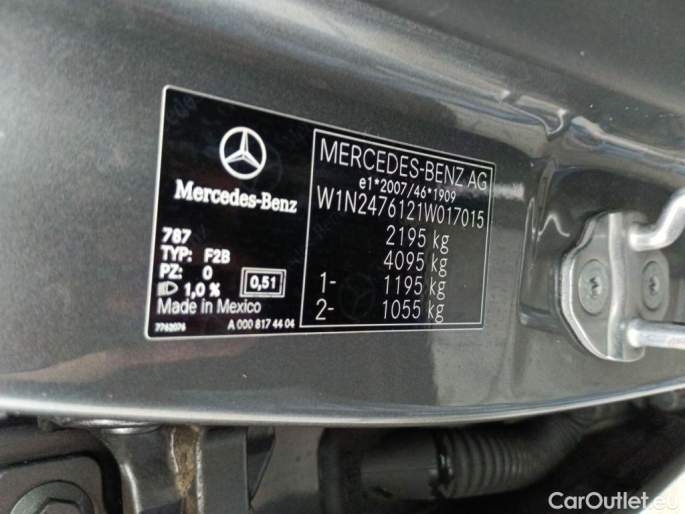 Mercedes-Benz
787
TYP: F2B
PZ: 0
1,0 %
0,51
Made in Mexico
7762076
A 000 817 44 04
MERCEDES-BENZ AG
e1*2007/46*1909
W1N2476121W017015
2195 kg
4095 kg
1- 1195 kg
2- 1055 kg
CarOutlet.eu